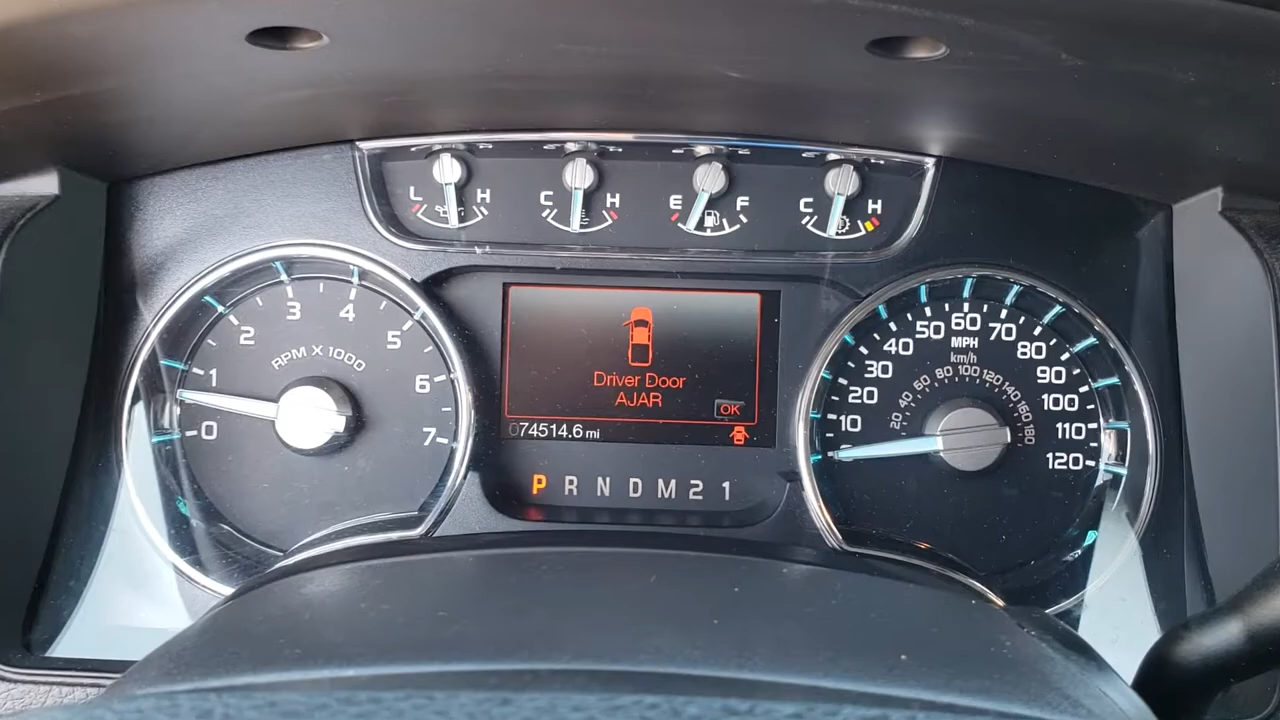 L H
C H
E F
C H
0 1 2 3 4 5 6 7
RPM X 1000
Driver Door
AJAR
OK
074514.6 mi
P R N D M 2 1
10 20 30 40 50 60 70 80 90 100 110 120
MPH
km/h
20 40 60 80 100 120 140 160 180